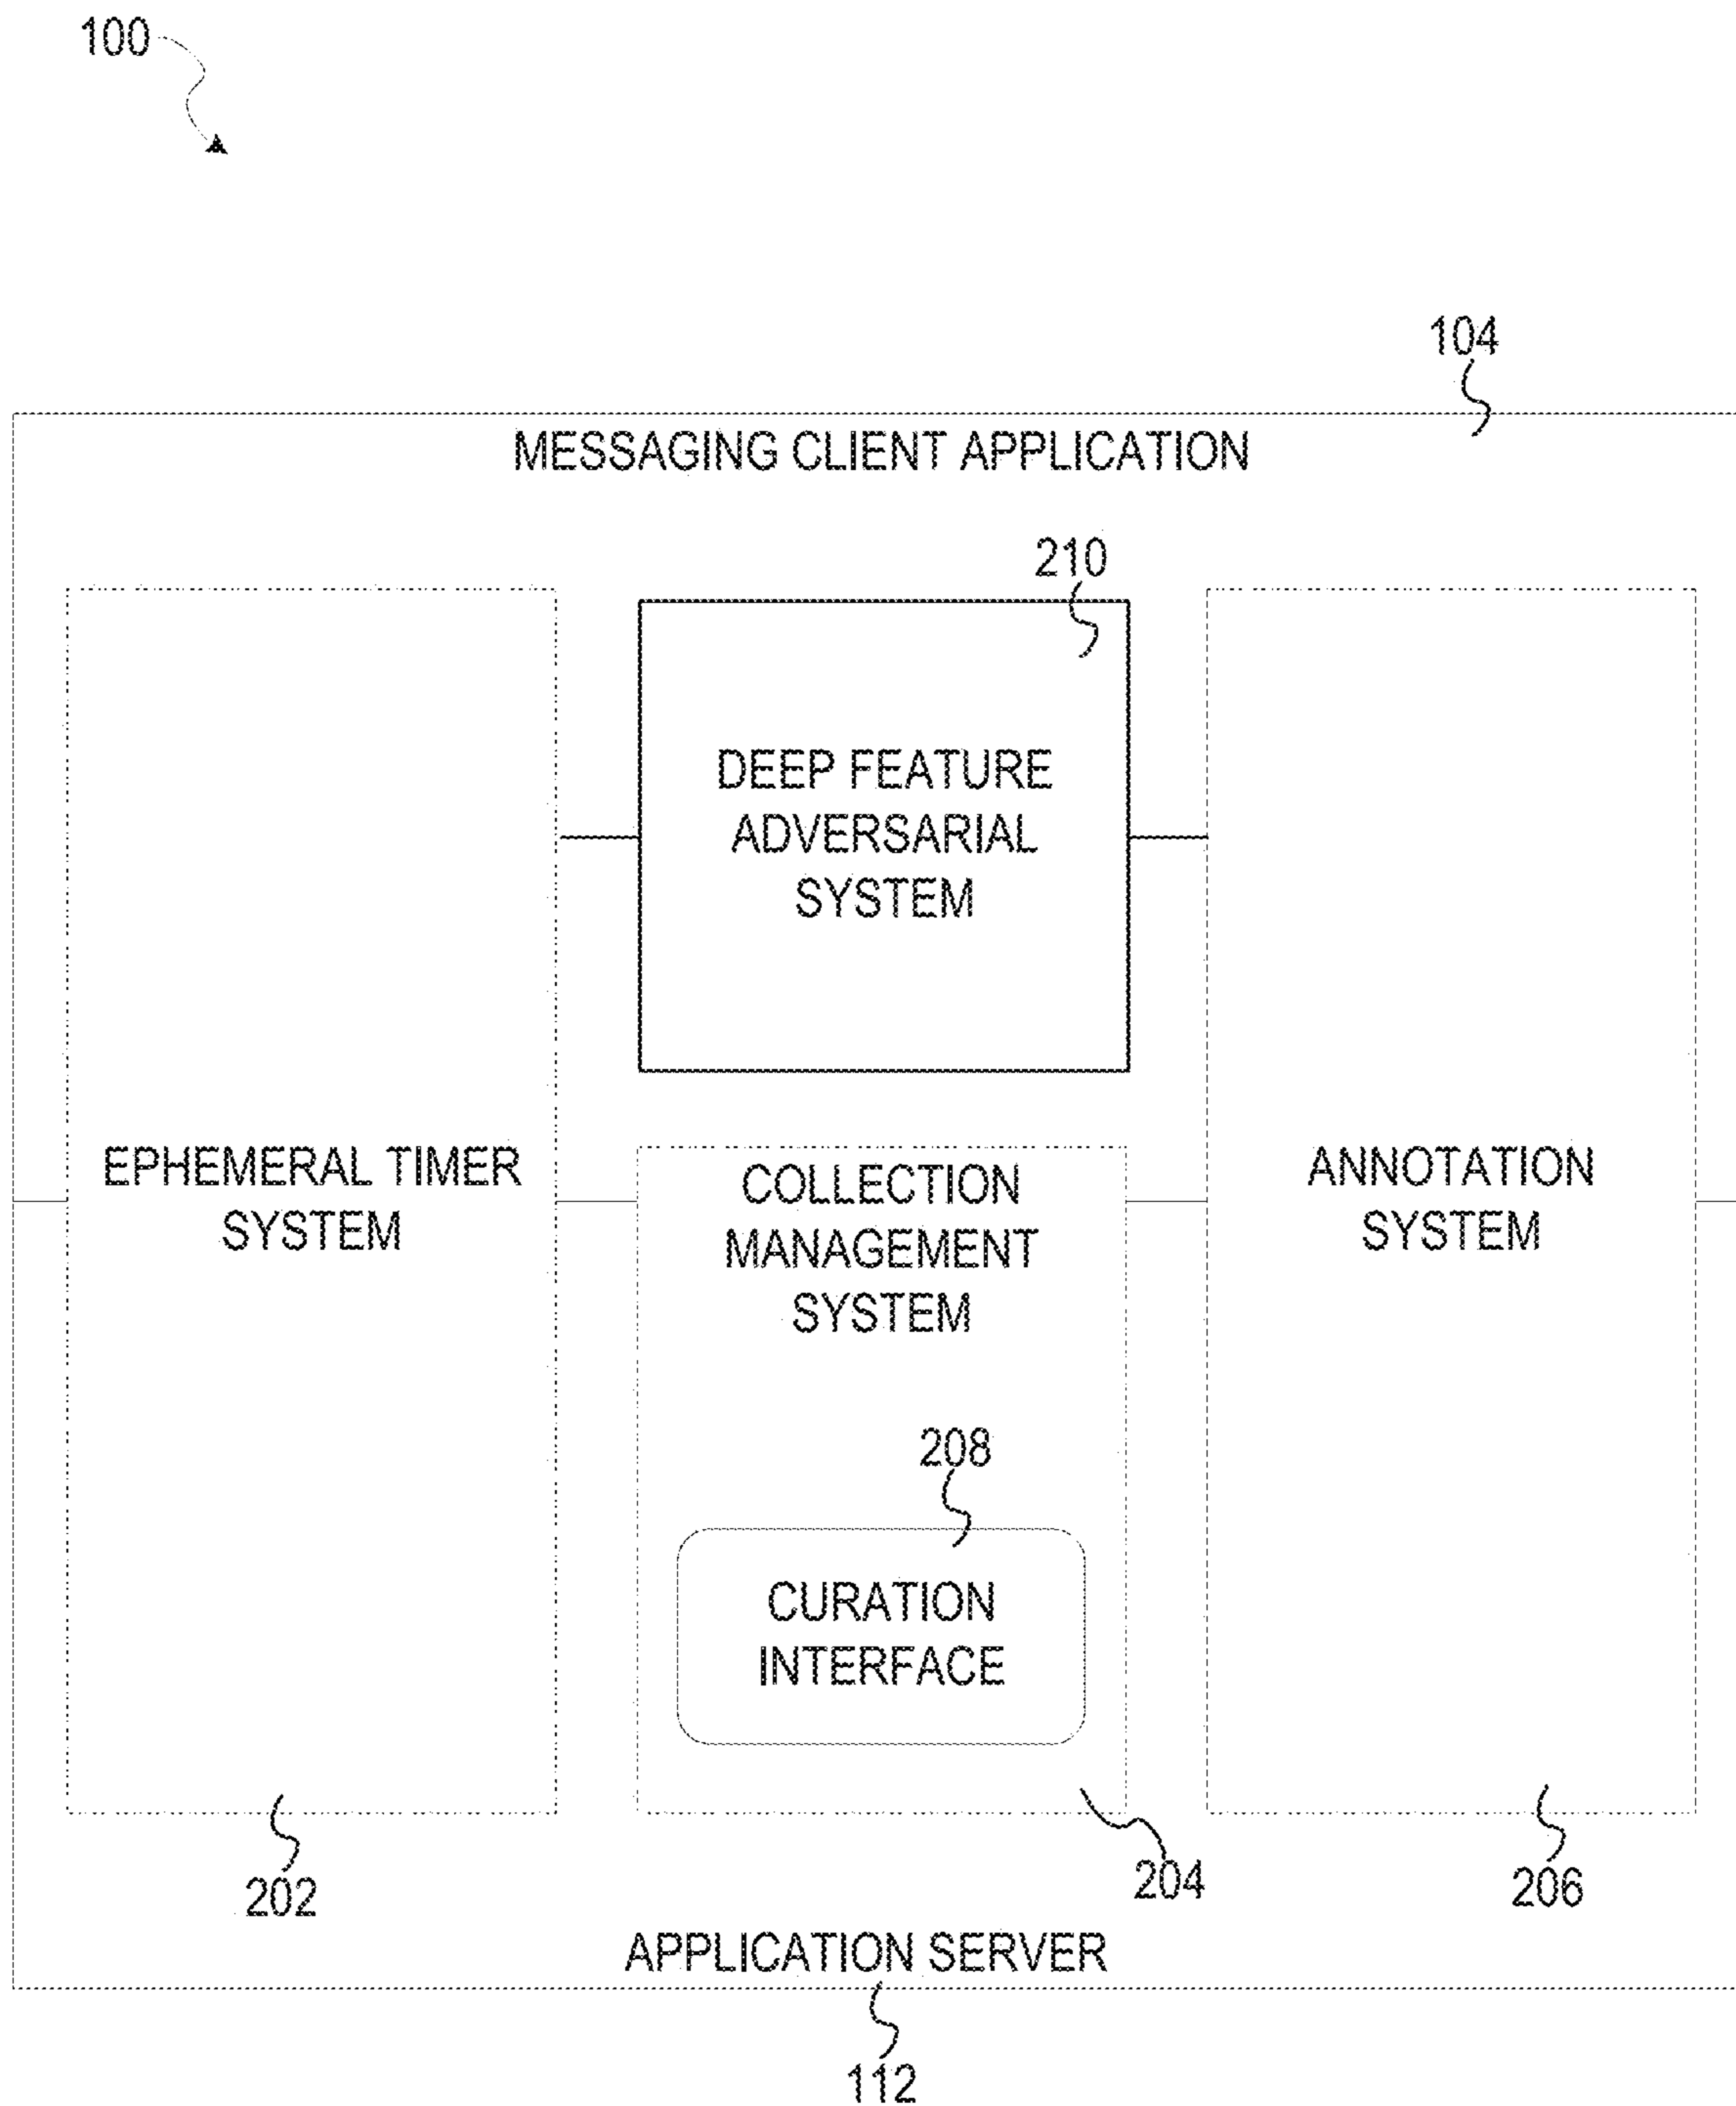 100
104
MESSAGING CLIENT APPLICATION
210
DEEP FEATURE
ADVERSARIAL
SYSTEM
EPHEMERAL TIMER
SYSTEM
COLLECTION
MANAGEMENT
SYSTEM
ANNOTATION
SYSTEM
208
CURATION
INTERFACE
202
204
206
APPLICATION SERVER
112